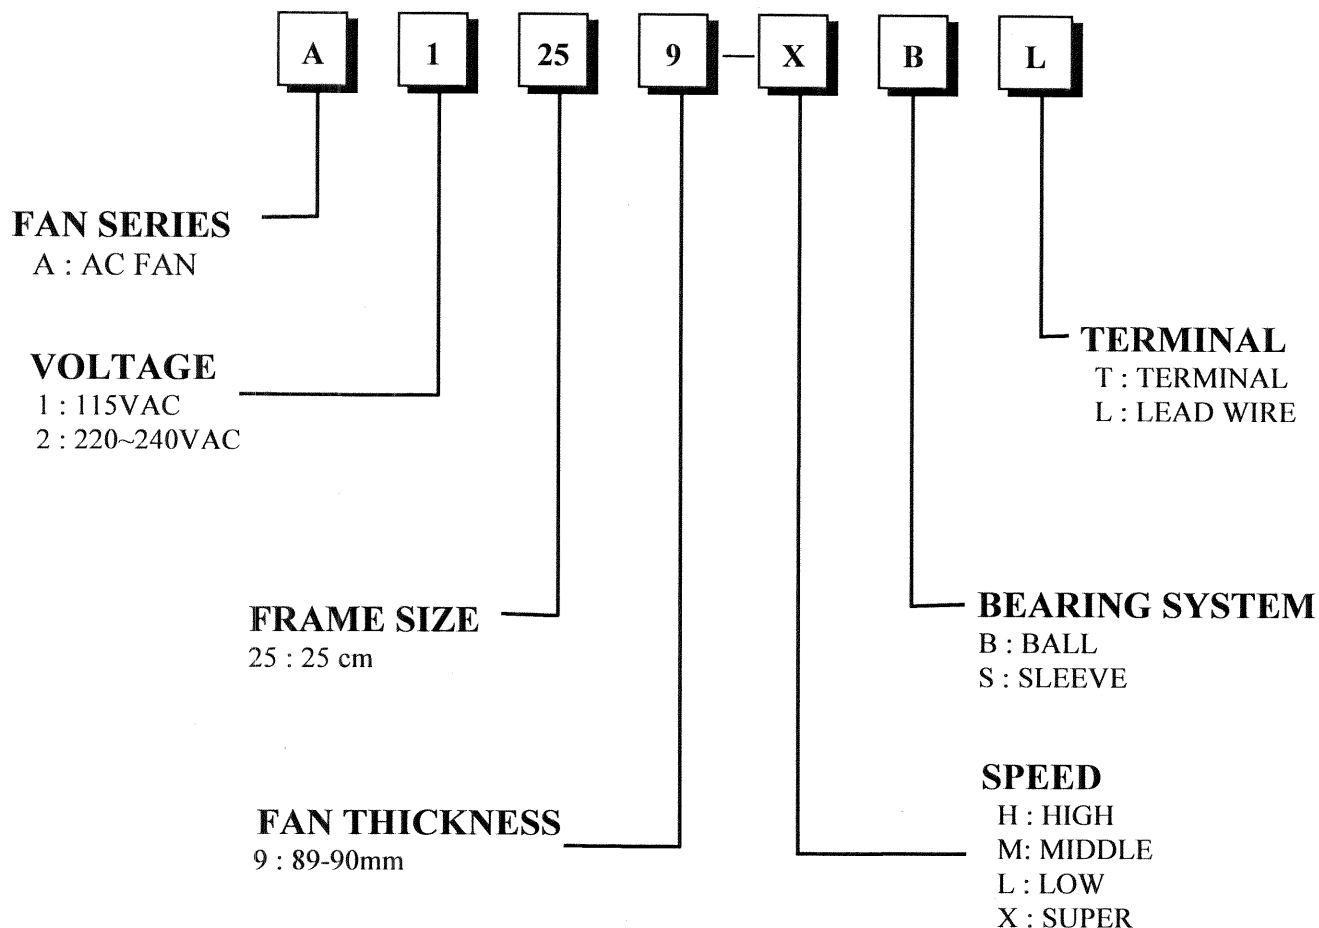 A 1 25 9 — X B L
FAN SERIES
A : AC FAN
VOLTAGE
1 : 115VAC
2 : 220~240VAC
TERMINAL
T : TERMINAL
L : LEAD WIRE
FRAME SIZE
25 : 25 cm
BEARING SYSTEM
B : BALL
S : SLEEVE
FAN THICKNESS
9 : 89-90mm
SPEED
H : HIGH
M: MIDDLE
L : LOW
X : SUPER